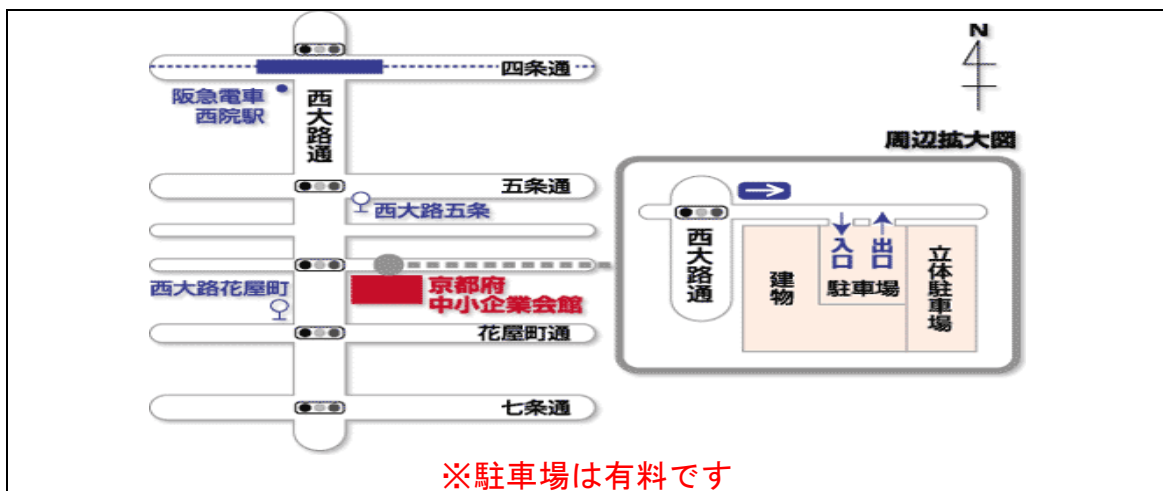 四条通
阪急電車
西院駅
西大路通
五条通
西大路五条
西大路花屋町
京都府
中小企業会館
花屋町通
七条通
N
周辺拡大図
西大路通
入口
出口
建物
駐車場
立体駐車場
※駐車場は有料です